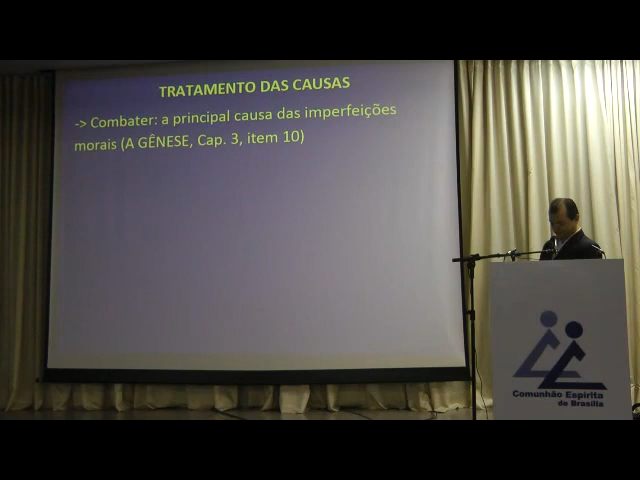 TRATAMENTO DAS CAUSAS
-> Combater: a principal causa das imperfeições
morais (A GÊNESE, Cap. 3, item 10)
Comunhão Espírita
de Brasília